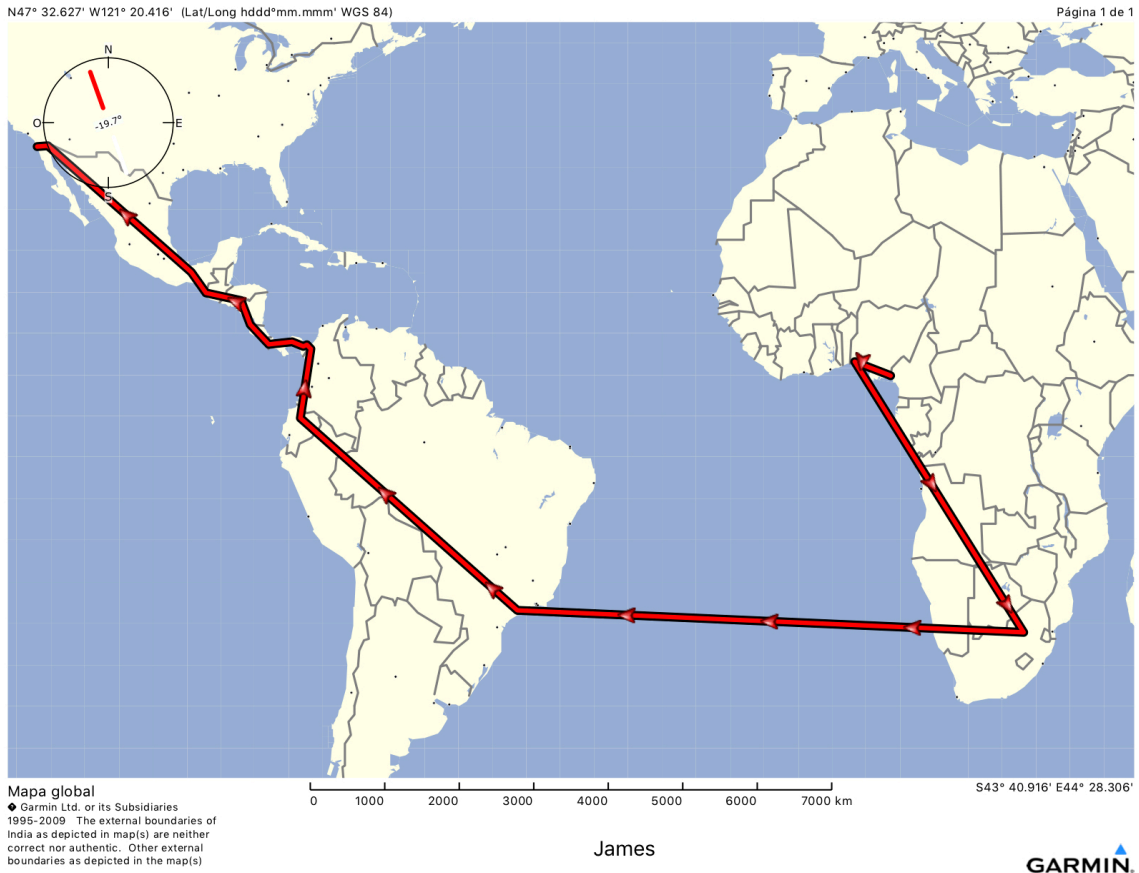 N47° 32.627' W121° 20.416'  (Lat/Long hddd°mm.mmm' WGS 84)
Página 1 de 1
N
O
E
-19.7°
S
Mapa global
� Garmin Ltd. or its Subsidiaries
1995-2009   The external boundaries of
India as depicted in map(s) are neither
correct nor authentic.  Other external
boundaries as depicted in the map(s)
0 1000 2000 3000 4000 5000 6000 7000 km
S43° 40.916' E44° 28.306'
James
GARMIN